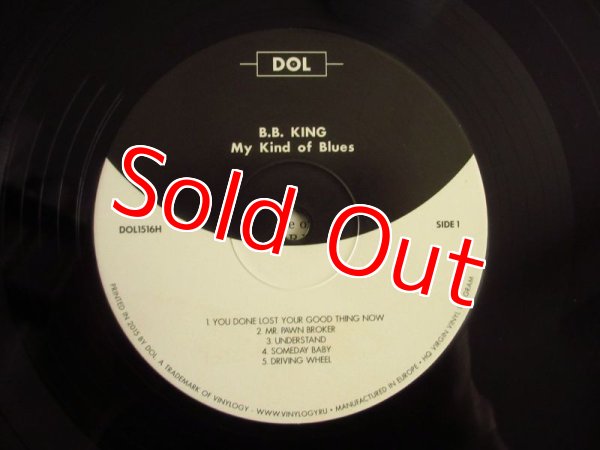 DOL
B.B. KING
My Kind of Blues
Sold Out
DOL1516H
SIDE 1
1. YOU DONE LOST YOUR GOOD THING NOW
2. MR. PAWN BROKER
3. UNDERSTAND
4. SOMEDAY BABY
5. DRIVING WHEEL
PRINTED IN 2015 BY DOL. A TRADEMARK OF VINYLOGY - WWW.VINYLOGY.RU • MANUFACTURED IN EUROPE • HQ VIRGIN VINYL GRAM